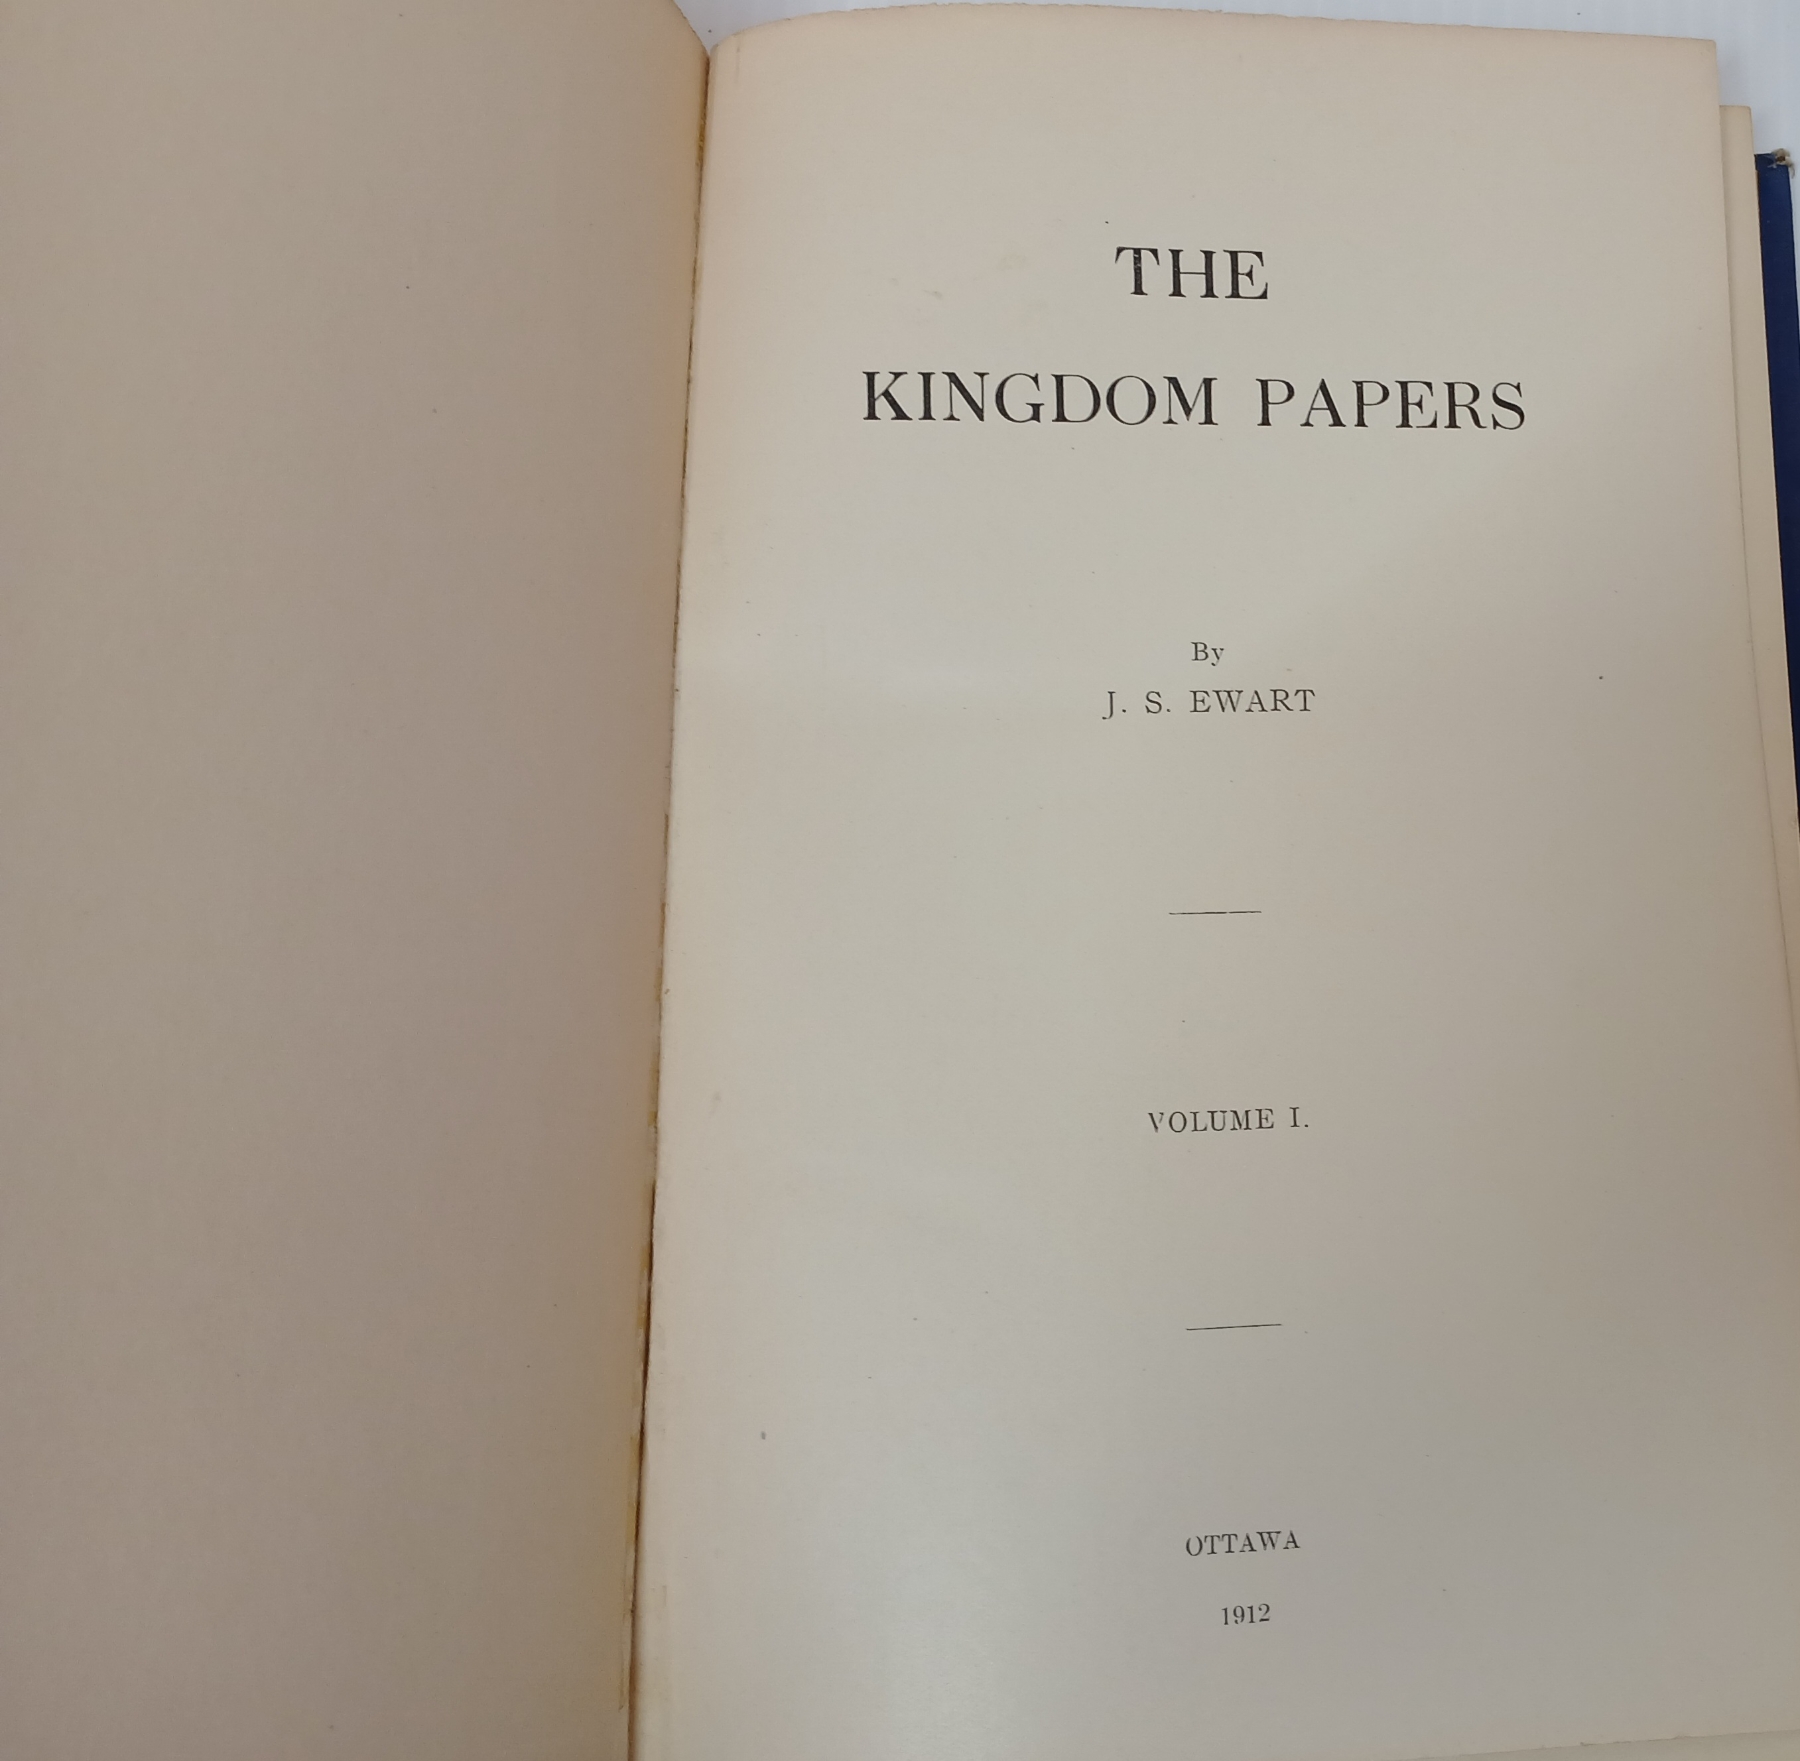 THE
KINGDOM PAPERS
By
J. S. EWART
VOLUME I.
OTTAWA
1912